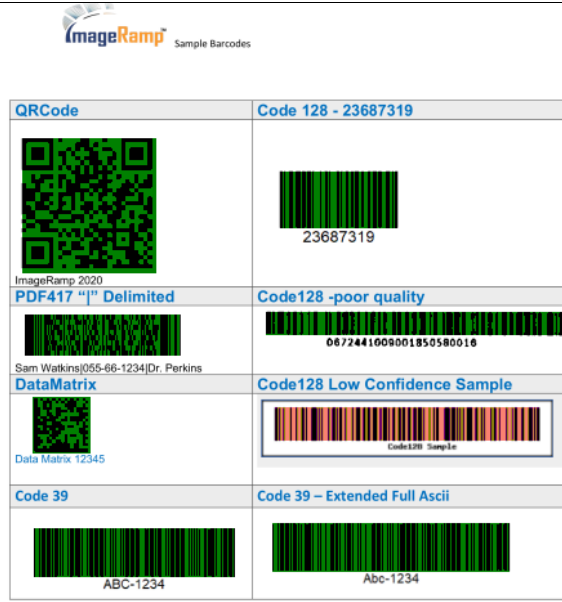 ImageRamp™ Sample Barcodes
QRCode
Code 128 - 23687319
23687319
ImageRamp 2020
PDF417 “|” Delimited
Code128 -poor quality
0672441009001850580016
Sam Watkins|055-66-1234|Dr. Perkins
DataMatrix
Code128 Low Confidence Sample
Code128 Sample
Data Matrix 12345
Code 39
Code 39 – Extended Full Ascii
ABC-1234
Abc-1234